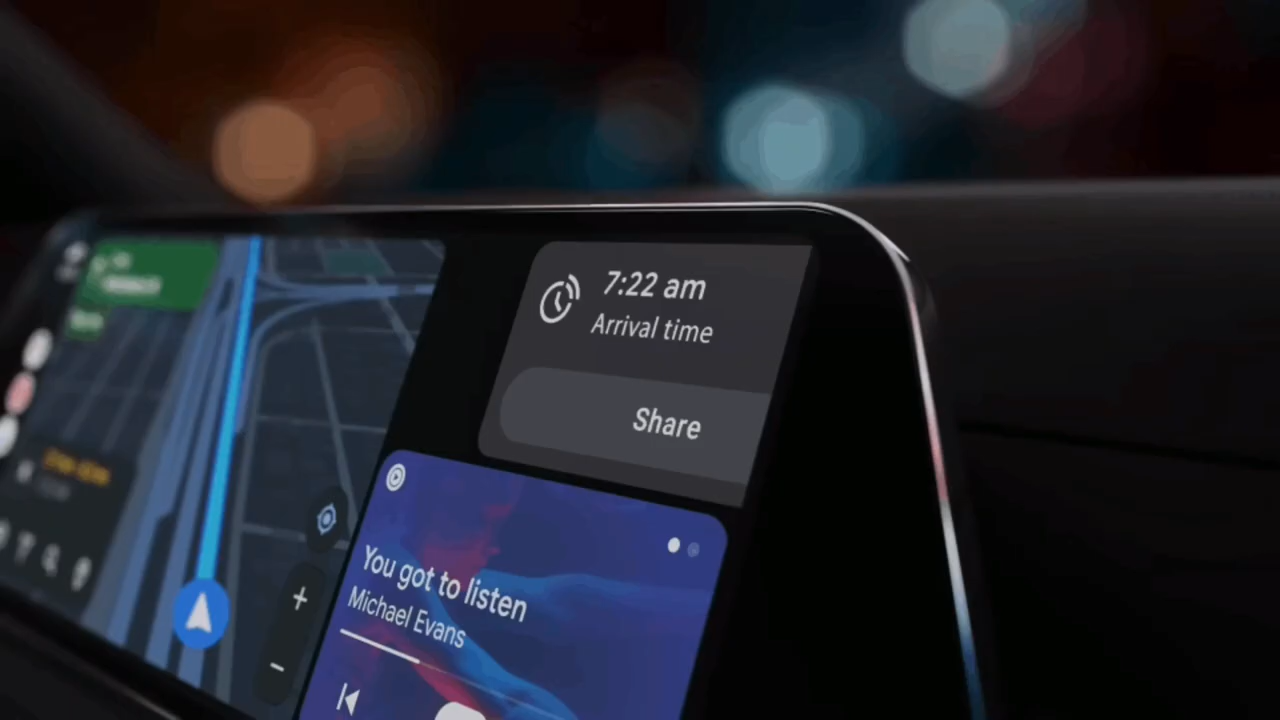 7:22 am
Arrival time
Share
You got to listen
Michael Evans